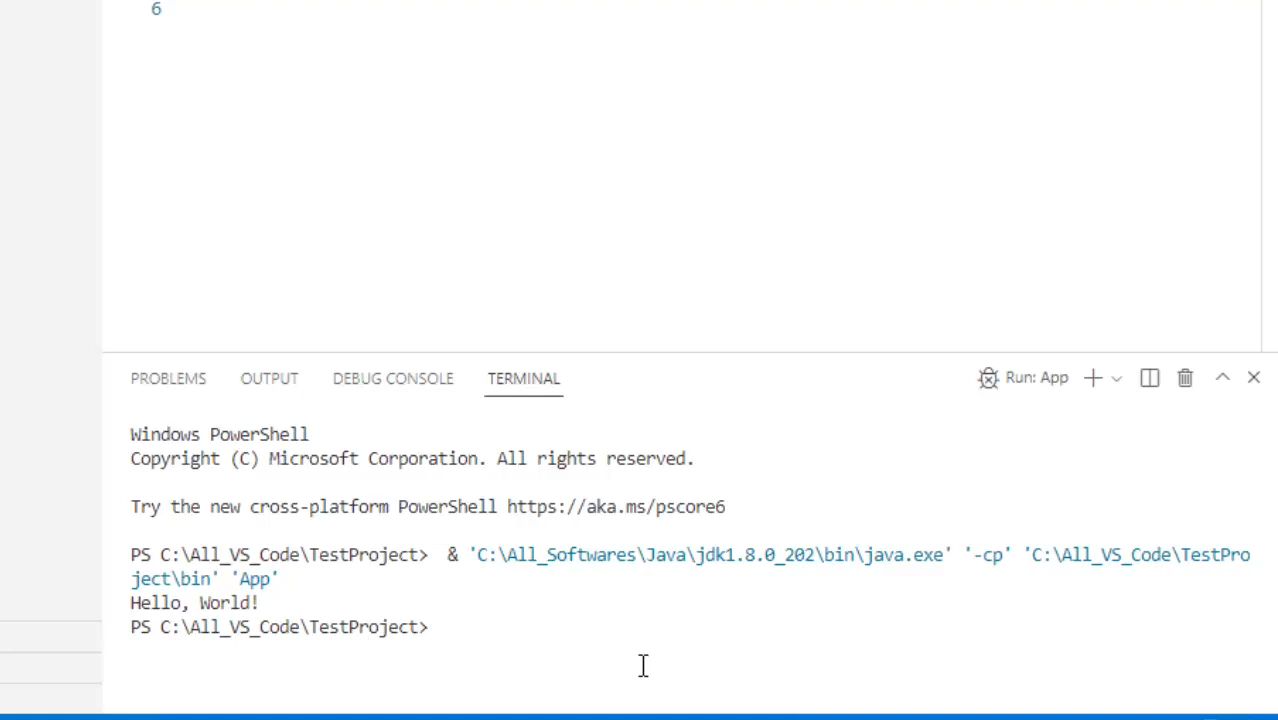 6
PROBLEMS OUTPUT DEBUG CONSOLE TERMINAL Run: App
Windows PowerShell
Copyright (C) Microsoft Corporation. All rights reserved.
Try the new cross-platform PowerShell https://aka.ms/pscore6
PS C:\All_VS_Code\TestProject>  & 'C:\All_Softwares\Java\jdk1.8.0_202\bin\java.exe' '-cp' 'C:\All_VS_Code\TestPro
ject\bin' 'App'
Hello, World!
PS C:\All_VS_Code\TestProject>